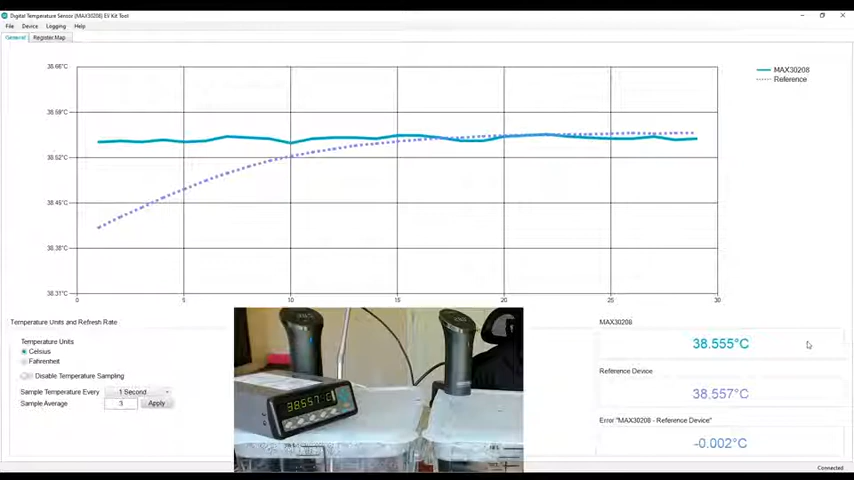 Digital Temperature Sensor (MAX30208) EV Kit Tool
File Device Logging Help
General Register Map
38.66°C
38.59°C
38.52°C
38.45°C
38.38°C
38.31°C
0 5 10 15 20 25 30
MAX30208
Reference
Temperature Units and Refresh Rate
Temperature Units
Celsius
Fahrenheit
Disable Temperature Sampling
Sample Temperature Every 1 Second
Sample Average 3 Apply
38.557 C
MAX30208
38.555°C
Reference Device
38.557°C
Error "MAX30208 - Reference Device"
-0.002°C
Connected